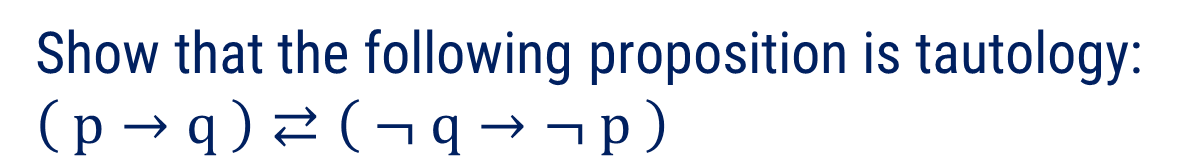 Show that the following proposition is tautology:
( p → q ) ⇄ ( ¬ q → ¬ p )